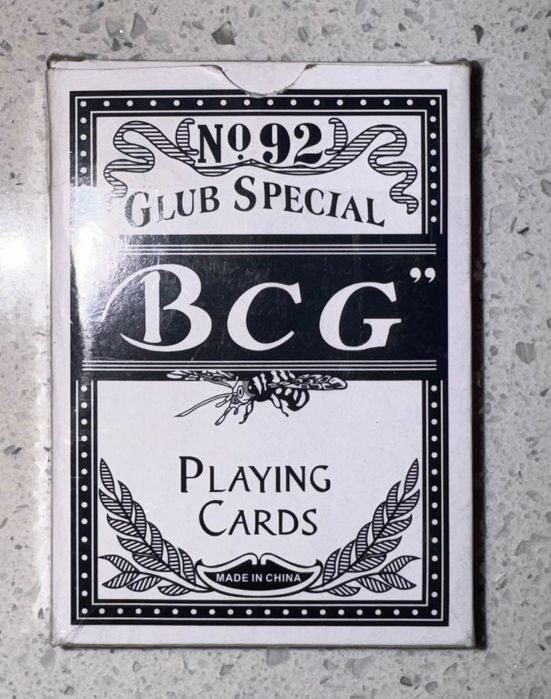 No 92
GLUB SPECIAL
BCG”
PLAYING
CARDS
MADE IN CHINA